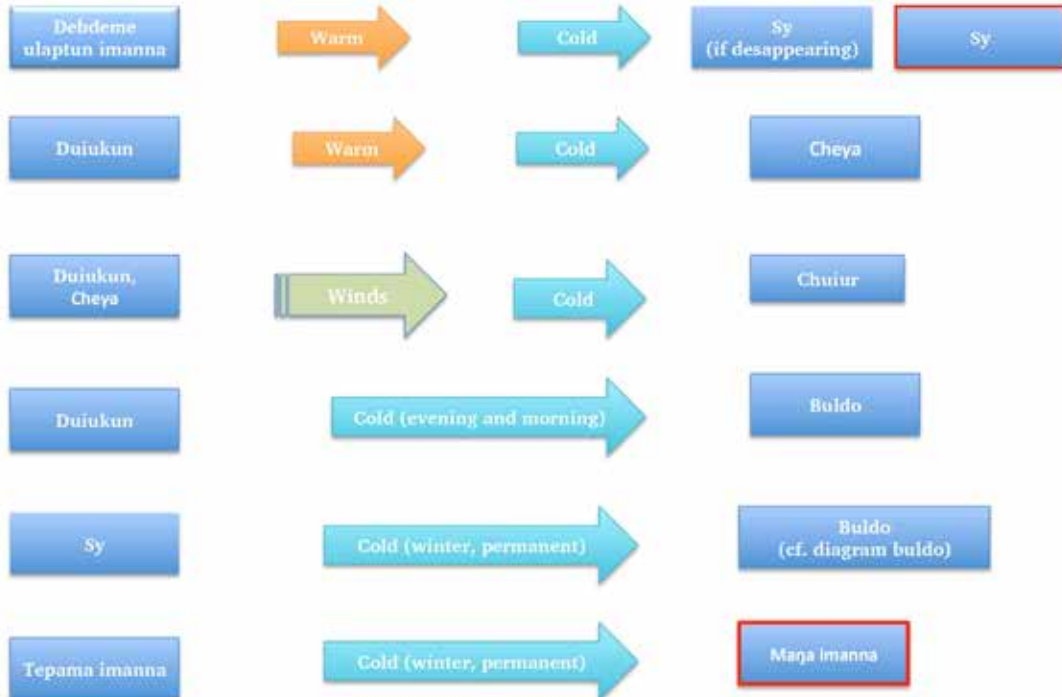 Debdeme
ulaptun imanna
Warm
Cold
Sy
(if desappearing)
Sy
Duiukun
Warm
Cold
Cheya
Duiukun,
Cheya
Winds
Cold
Chuiur
Duiukun
Cold (evening and morning)
Buldo
Sy
Cold (winter, permanent)
Buldo
(cf. diagram buldo)
Tepama imanna
Cold (winter, permanent)
Maŋa imanna